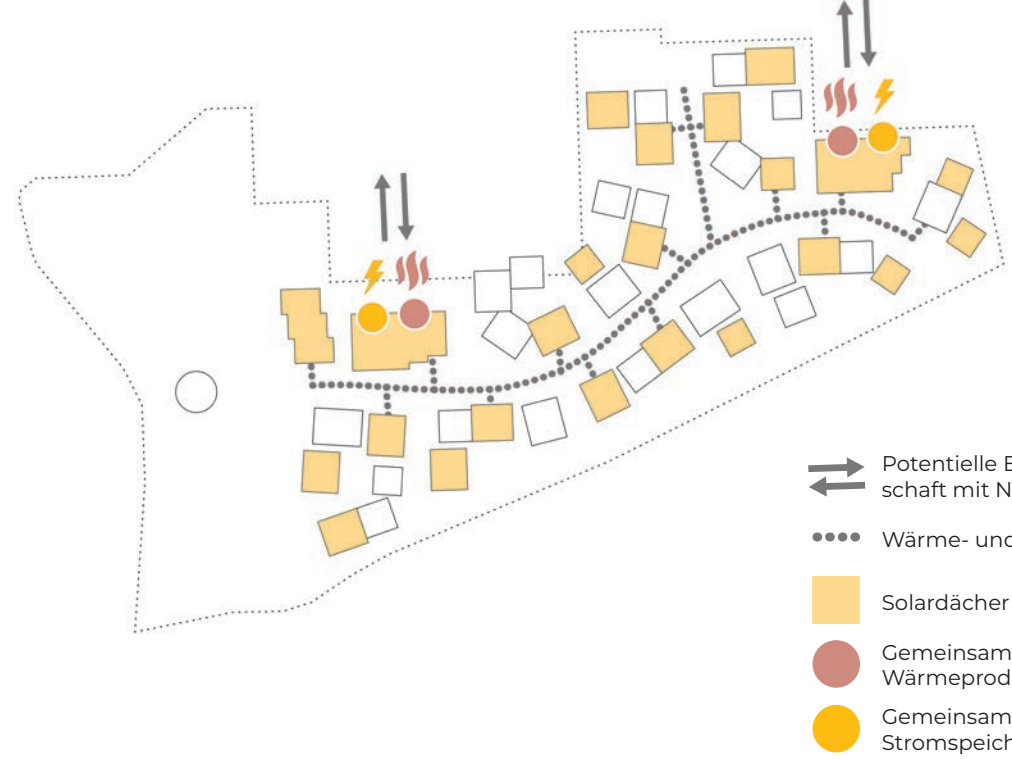 Potentielle E
schaft mit N
Wärme- und
Solardächer
Gemeinsam
Wärmeprod
Gemeinsam
Stromspeich